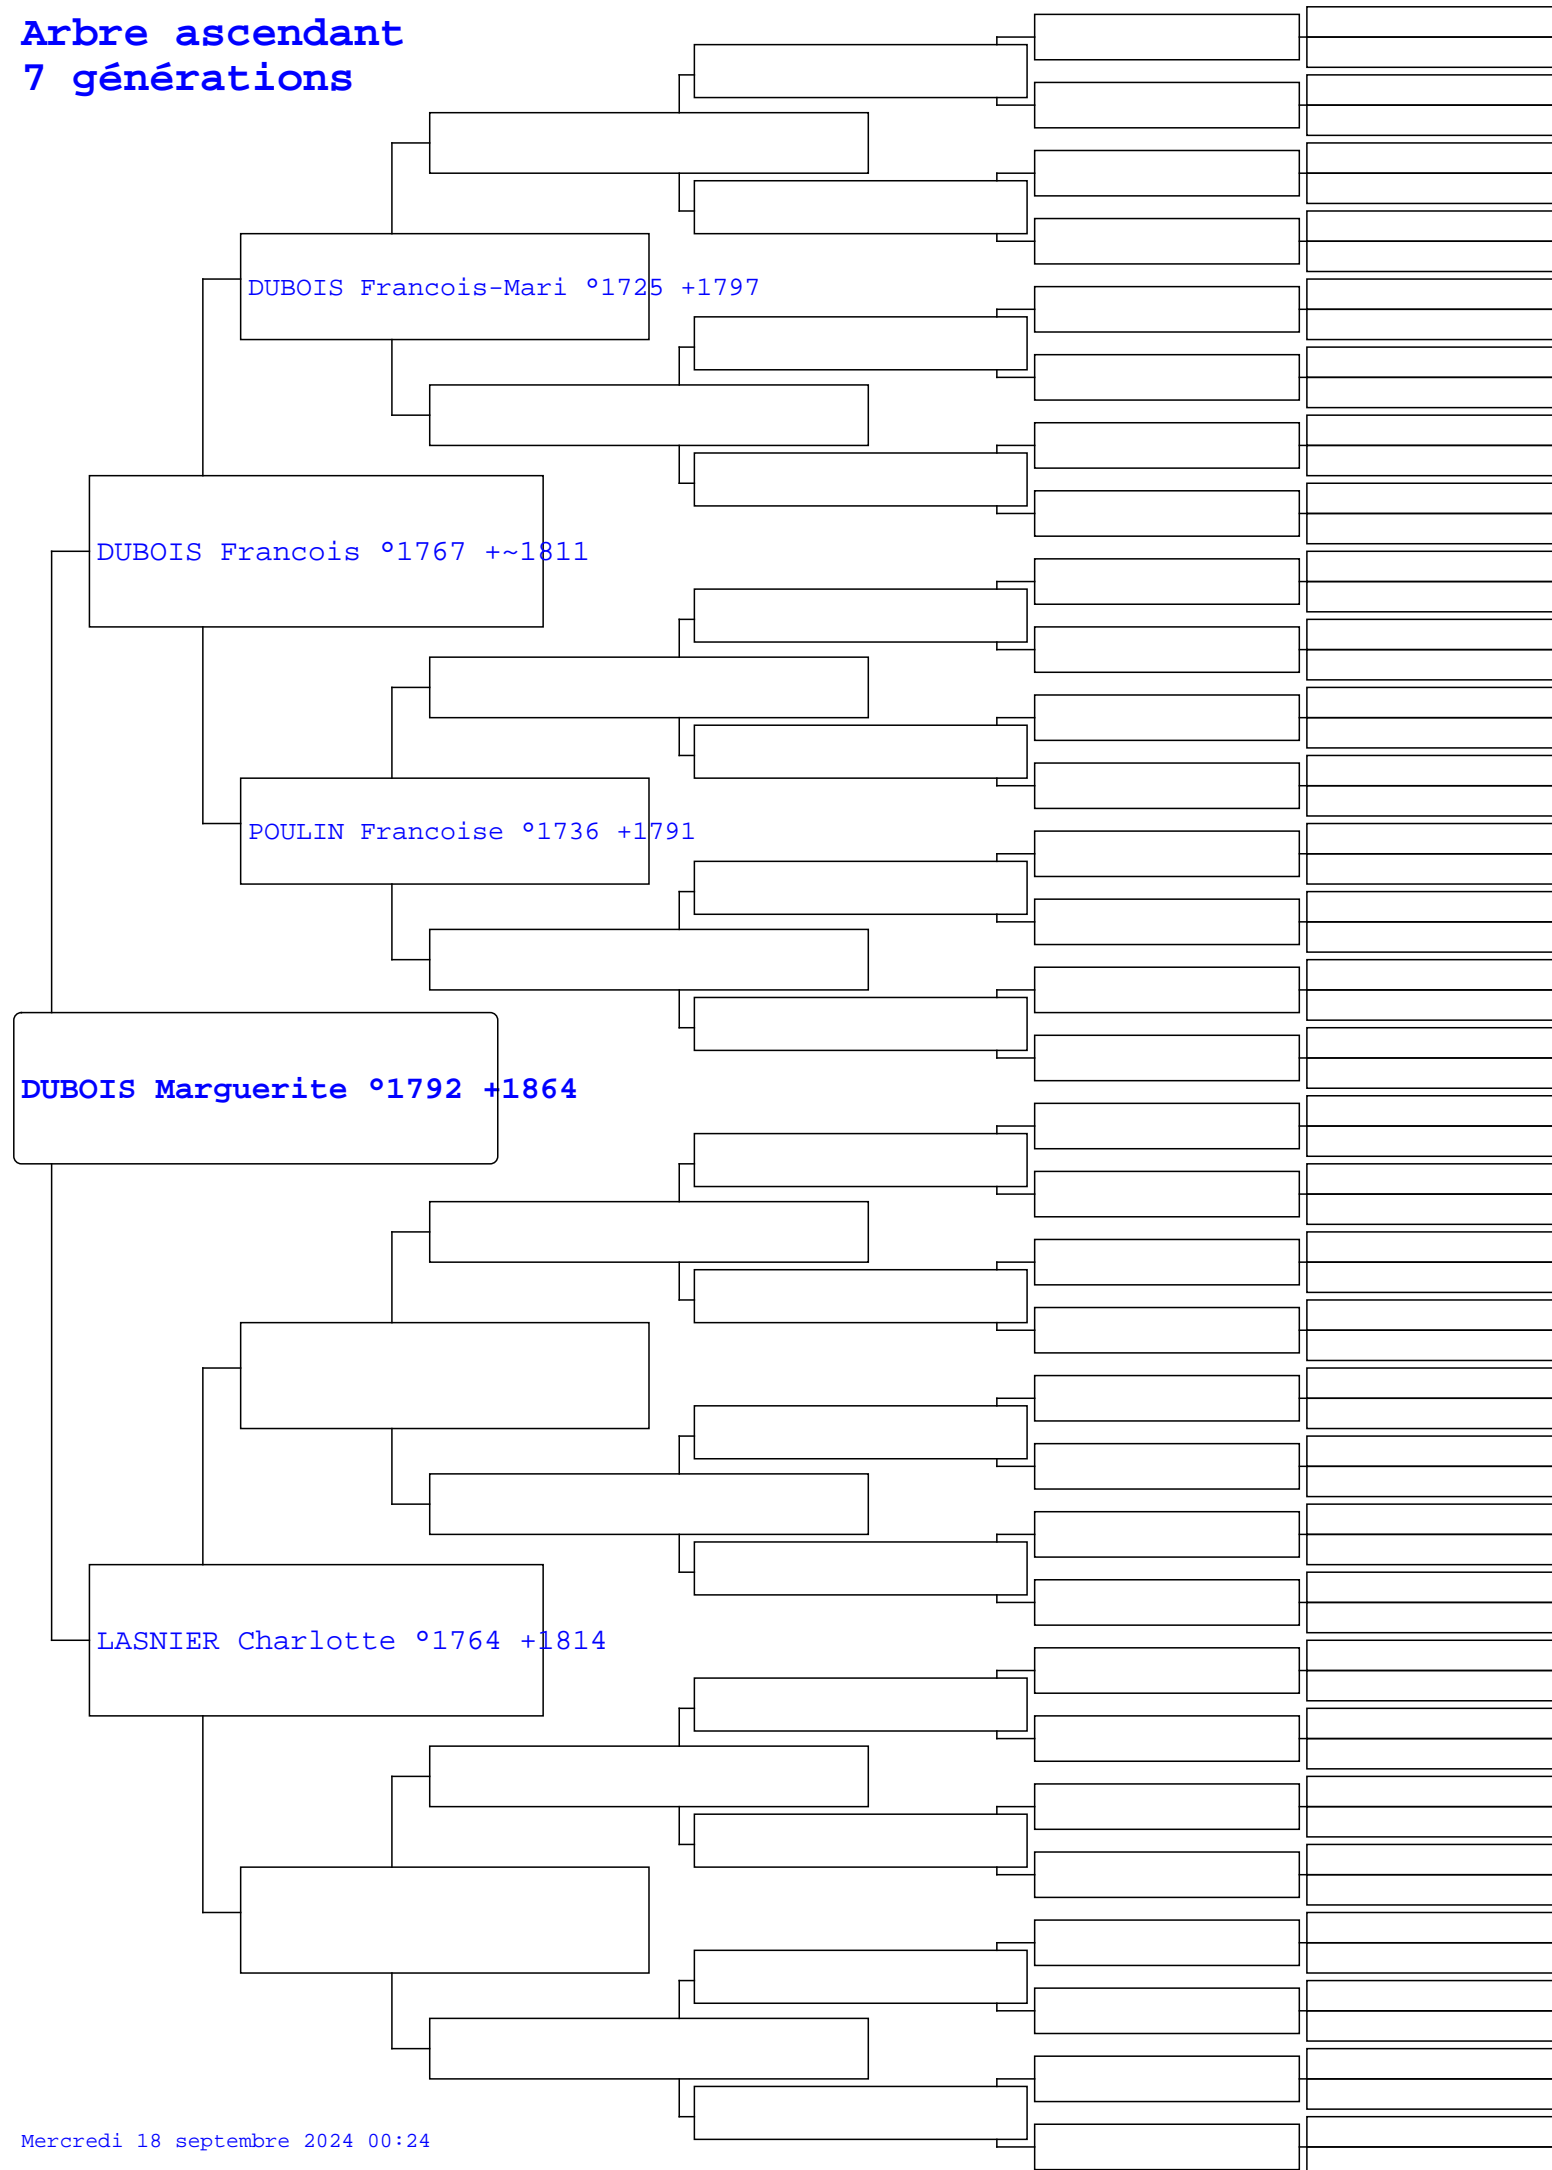 Arbre ascendant
7 générations
DUBOIS Francois-Mari °1725 +1797
DUBOIS Francois °1767 +~1811
POULIN Francoise °1736 +1791
DUBOIS Marguerite °1792 +1864
LASNIER Charlotte °1764 +1814
Mercredi 18 septembre 2024 00:24